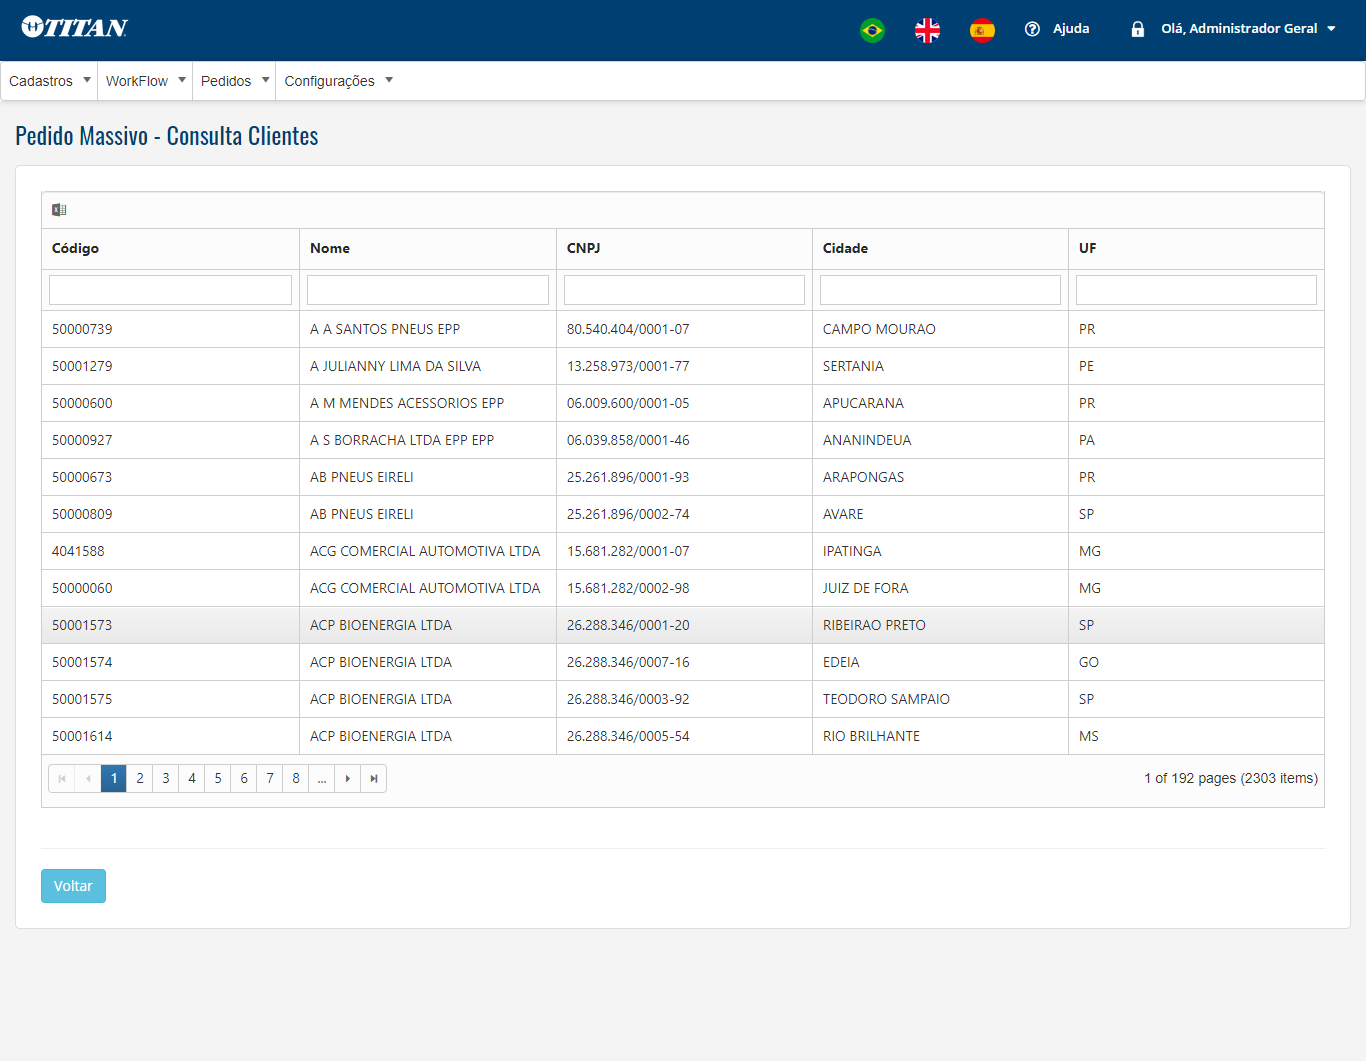 TITAN
Ajuda
Olá, Administrador Geral
Cadastros WorkFlow Pedidos Configurações
Pedido Massivo - Consulta Clientes
Código Nome CNPJ Cidade UF
50000739 A A SANTOS PNEUS EPP 80.540.404/0001-07 CAMPO MOURAO PR
50001279 A JULIANNY LIMA DA SILVA 13.258.973/0001-77 SERTANIA PE
50000600 A M MENDES ACESSORIOS EPP 06.009.600/0001-05 APUCARANA PR
50000927 A S BORRACHA LTDA EPP EPP 06.039.858/0001-46 ANANINDEUA PA
50000673 AB PNEUS EIRELI 25.261.896/0001-93 ARAPONGAS PR
50000809 AB PNEUS EIRELI 25.261.896/0002-74 AVARE SP
4041588 ACG COMERCIAL AUTOMOTIVA LTDA 15.681.282/0001-07 IPATINGA MG
50000060 ACG COMERCIAL AUTOMOTIVA LTDA 15.681.282/0002-98 JUIZ DE FORA MG
50001573 ACP BIOENERGIA LTDA 26.288.346/0001-20 RIBEIRAO PRETO SP
50001574 ACP BIOENERGIA LTDA 26.288.346/0007-16 EDEIA GO
50001575 ACP BIOENERGIA LTDA 26.288.346/0003-92 TEODORO SAMPAIO SP
50001614 ACP BIOENERGIA LTDA 26.288.346/0005-54 RIO BRILHANTE MS
1 2 3 4 5 6 7 8 ... 1 of 192 pages (2303 items)
Voltar